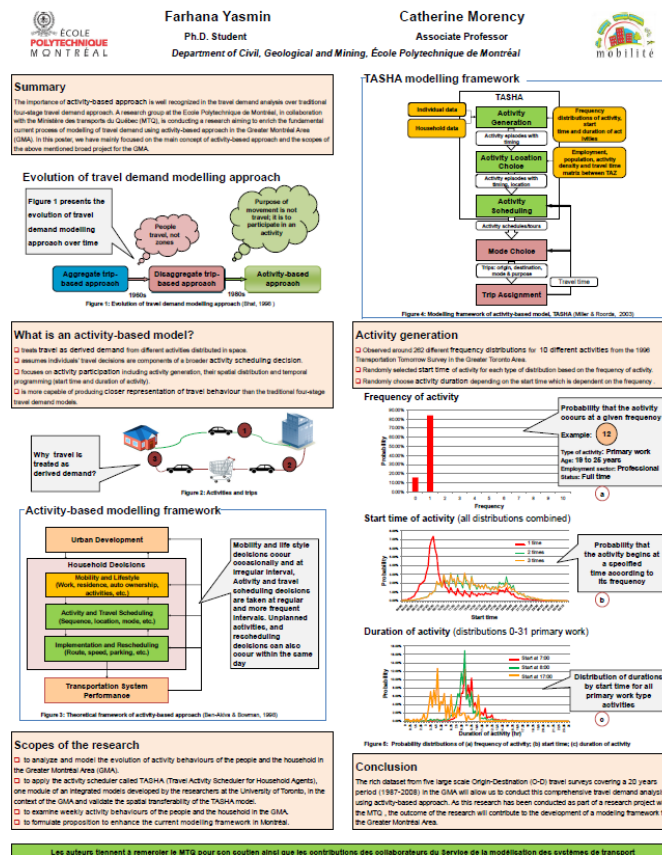 ÉCOLE
POLYTECHNIQUE
MONTRÉAL
Farhana Yasmin
Ph.D. Student
Catherine Morency
Associate Professor
Department of Civil, Geological and Mining, École Polytechnique de Montréal
mobilité
Summary
The importance of activity-based approach is well recognized in the travel demand analysis over traditional
four-stage travel demand approach. A research group at the Ecole Polytechnique de Montréal, in collaboration
with the Ministère des transports du Québec (MTQ), is conducting a research aiming to enrich the fundamental
current process of modelling of travel demand using activity-based approach in the Greater Montréal Area
(GMA). In this poster, we have mainly focused on the main concept of activity-based approach and the scopes of
the above mentioned broad project for the GMA.
Evolution of travel demand modelling approach
Figure 1 presents the
evolution of travel
demand modelling
approach over time
People
travel, not
zones
Purpose of
movement is not
travel; it is to
participate in an
activity
Aggregate trip-
based approach
Disaggregate trip-
based approach
Activity-based
approach
1960s
1980s
Figure 1: Evolution of travel demand modelling approach
What is an activity-based model?
treats travel as derived demand from different activities distributed in space.
assumes individuals' travel decisions are components of a broader activity scheduling decision.
focuses on activity participation including activity generation, their spatial distribution and temporal
programming (start time and duration of activity).
is more capable of producing closer representation of travel behaviour than the traditional four-stage
travel demand models.
Why travel is
treated as
derived demand?
1
2
3
Figure 2: Activities and trips
Activity-based modelling framework
Urban Development
Household Decisions
Mobility and Lifestyle
(Work, residence, auto ownership,
activities, etc.)
Activity and Travel Scheduling
(Sequence, location, mode, etc.)
Implementation and Rescheduling
(Route, speed, parking, etc.)
Transportation System
Performance
Mobility and life style
decisions occur
occasionally and at
irregular interval,
Activity and travel
scheduling decisions
are taken at regular
and more frequent
intervals. Unplanned
activities, and
rescheduling
decisions can also
occur within the same
day
Figure 3: Theoretical framework of activity-based approach (Ben-Akiva & Bowman, 1996)
Scopes of the research
to analyze and model the evolution of activity behaviours of the people and the household in
the Greater Montréal Area (GMA).
to apply the activity scheduler called TASHA (Travel Activity Scheduler for Household Agents),
one module of an integrated models developed by the researchers at the University of Toronto, in the
context of the GMA and validate the spatial transferability of the TASHA model.
to examine weekly activity behaviours of the people and the household in the GMA.
to formulate proposition to enhance the current modelling framework in Montréal.
TASHA modelling framework
TASHA
Individual data
Household data
Activity
Generation
Frequency
distributions of activity,
start
time and duration of act
ivities
Activity episodes with
timing
Activity Location
Choice
Employment,
population, activity
density and travel time
matrix between TAZ
Activity episodes with
timing, location
Activity
Scheduling
Activity schedules/tours
Mode Choice
Trips: origin, destination,
mode & purpose
Travel time
Trip Assignment
Figure 4: Modelling framework of activity-based model, TASHA (Miller & Roorda, 2003)
Activity generation
Observed around 262 different frequency distributions for 10 different activities from the 1996
Transportation Tomorrow Survey in the Greater Toronto Area.
Randomly selected start time of activity for each type of distribution based on the frequency of activity.
Randomly choose activity duration depending on the start time which is dependent on the frequency.
Frequency of activity
90.00%
80.00%
70.00%
60.00%
50.00%
40.00%
30.00%
20.00%
10.00%
0.00%
Probability
0 1 2 3 4 5 6 7 8 9 10
Frequency
Probability that the activity
occurs at a given frequency
Example: 12
Type of activity: Primary work
Age: 19 to 25 years
Employment sector: Professional
Status: Full time
a
Start time of activity (all distributions combined)
Probability
1 time
2 times
3 times
Start time
Probability that
the activity begins at
a specified
time according to
its frequency
b
Duration of activity (distributions 0-31 primary work)
Probability
Start at 7:00
Start at 8:00
Start at 17:00
Duration of activity (hr)
Distribution of durations
by start time for all
primary work type
activities
c
Probability distributions of (a) frequency of activity; (b) start time; (c) duration of activity
Conclusion
The rich dataset from five large scale Origin-Destination (O-D) travel surveys covering a 20 years
period (1987-2008) in the GMA will allow us to conduct this comprehensive travel demand analysis
using activity-based approach. As this research has been conducted as part of a research project with
the MTQ, the outcome of the research will contribute to the development of a modeling framework for
the Greater Montréal Area.
Les auteurs tiennent à remercier le MTQ pour son soutien ainsi que les contributions des collaborateurs du Service de la modélisation des systèmes de transport